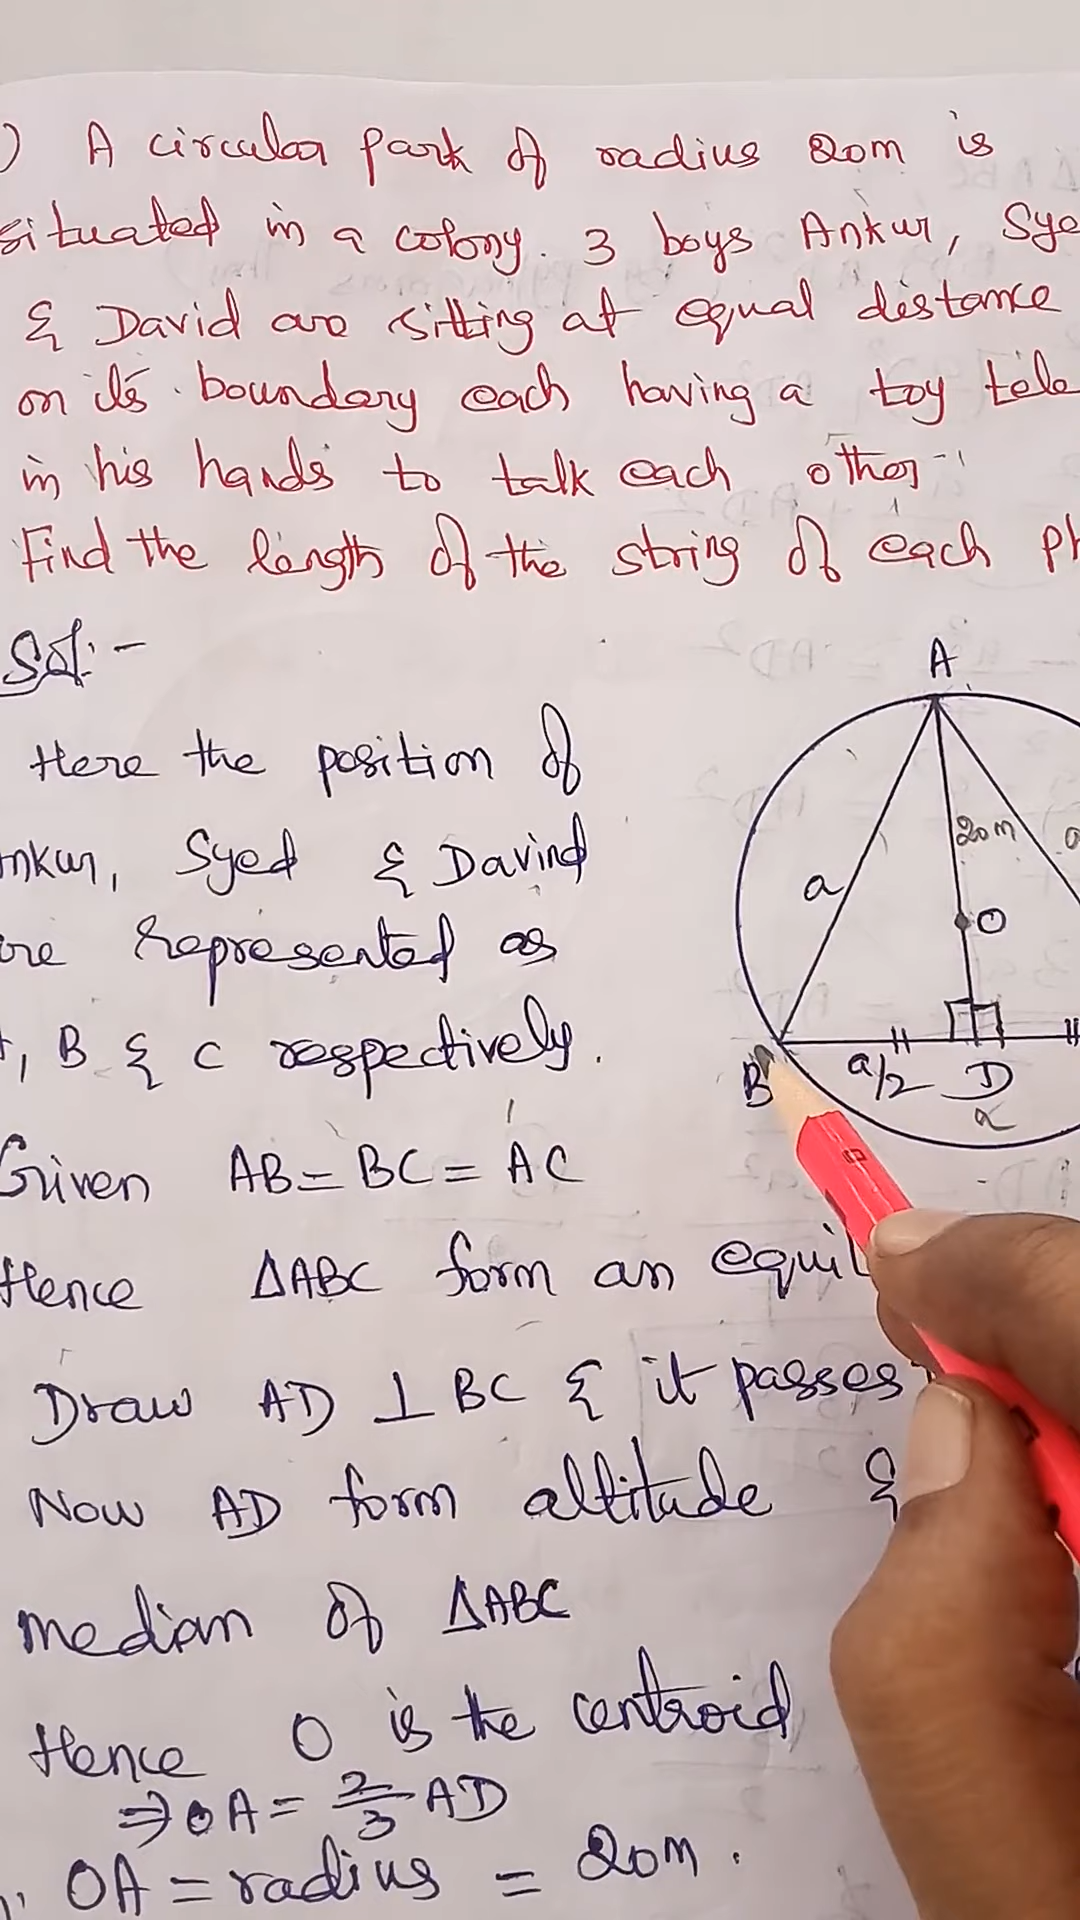 ) A circular park of radius 20m is
situated in a colony. 3 boys Ankur, Sye
& David are sitting at equal distance
on its boundary each having a toy tele
in his hands to talk each other
Find the length of the string of each ph
Sol:-
Here the position of
Ankur, Syed & Davind
are represented as
A, B & C respectively.
Given AB = BC = AC
Hence ΔABC form an equil
Draw AD ⊥ BC & it passes
Now AD form altitude &
median of ΔABC
Hence O is the centroid
⇒ OA = 2/3 AD
∵ OA = radius = 20m.
A
20m
a
a
O
B
a/2
D
a